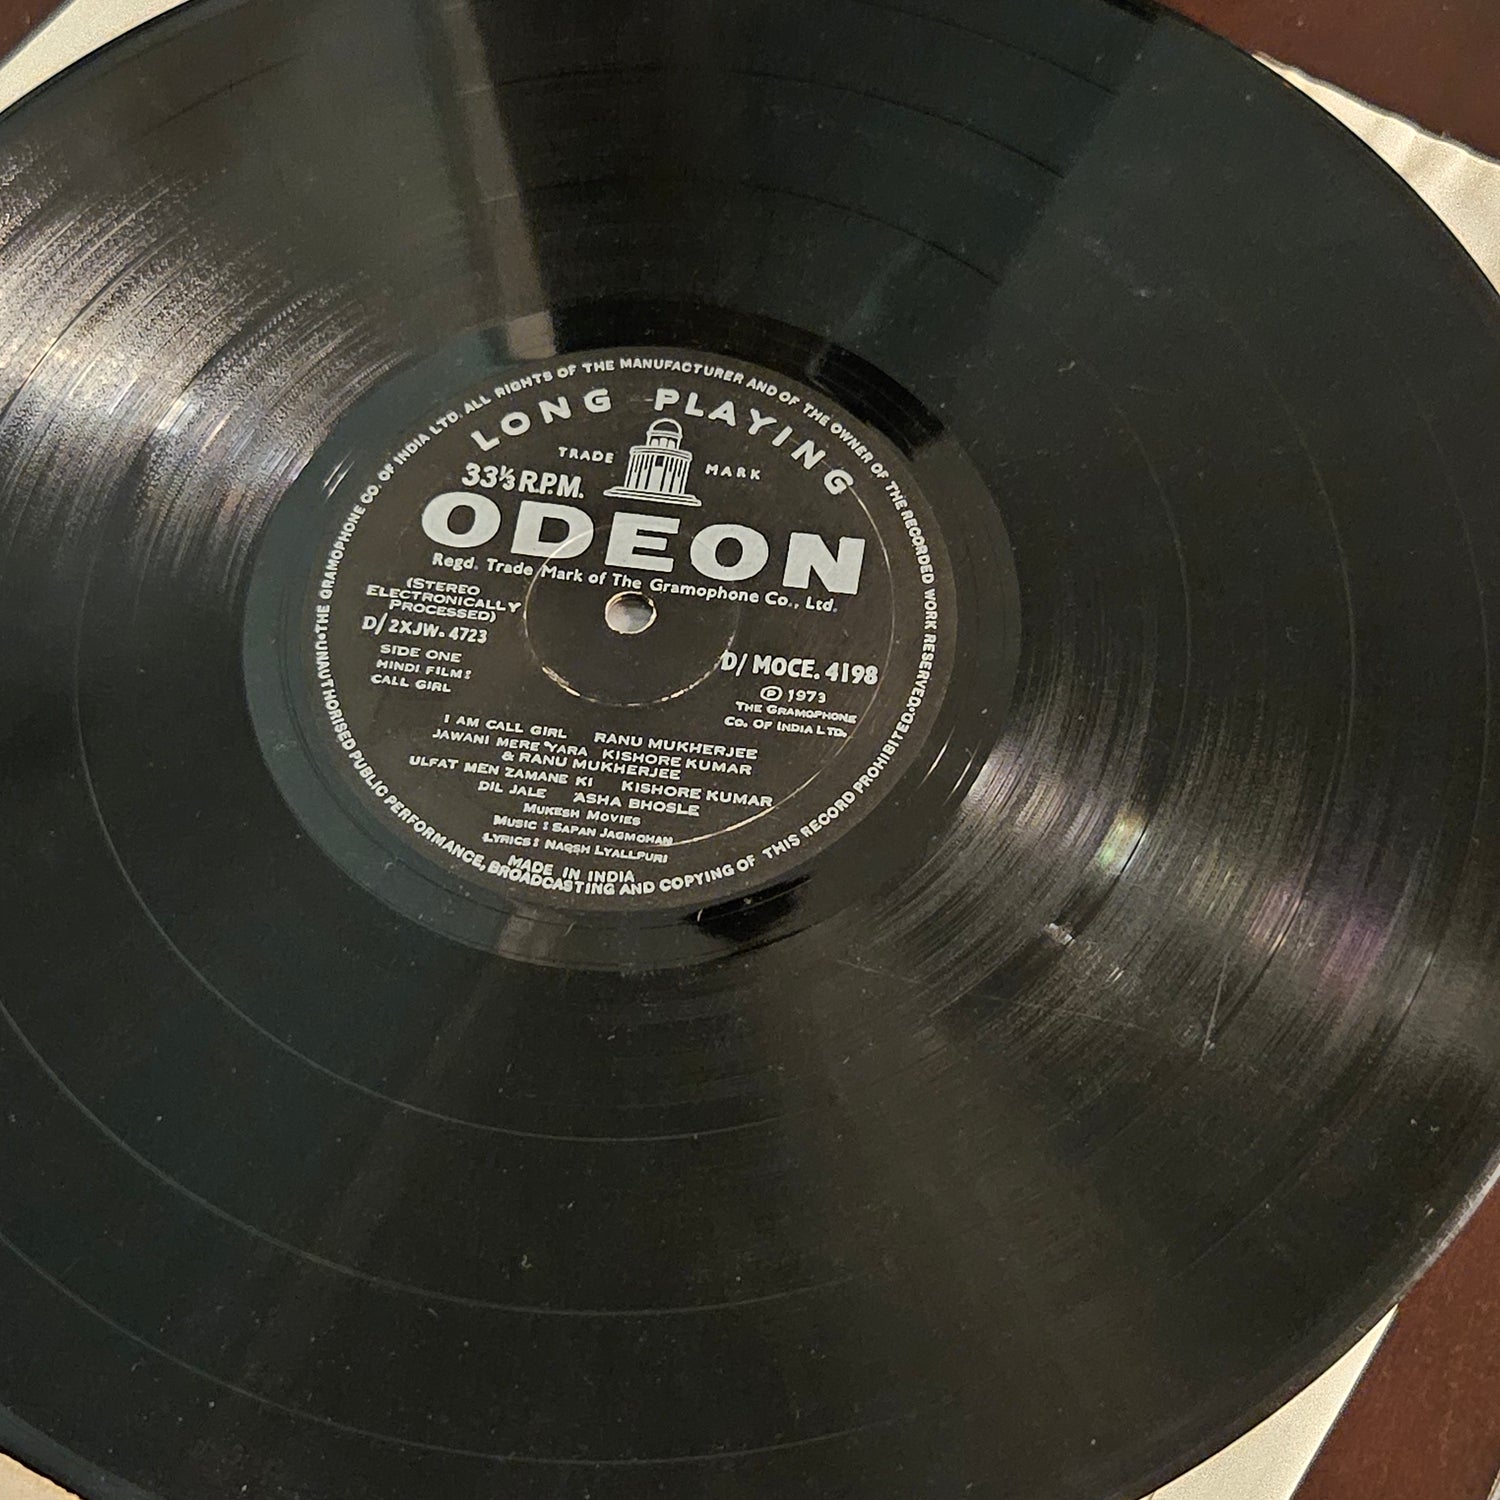 THE GRAMOPHONE CO. OF INDIA LTD. ALL RIGHTS OF THE MANUFACTURER AND OF THE OWNER OF THE RECORDED WORK RESERVED • UNAUTHORISED PUBLIC PERFORMANCE, BROADCASTING AND COPYING OF THIS RECORD PROHIBITED •
LONG PLAYING
TRADE MARK
33⅓ R.P.M.
ODEON
Regd. Trade Mark of The Gramophone Co., Ltd.
(STEREO
ELECTRONICALLY
PROCESSED)
D/2XJW. 4723
SIDE ONE
HINDI FILM:
CALL GIRL
D/ MOCE. 4198
℗ 1973
THE GRAMOPHONE
CO. OF INDIA LTD.
I AM CALL GIRL RANU MUKHERJEE
JAWANI MERE YARA KISHORE KUMAR
& RANU MUKHERJEE
ULFAT MEN ZAMANE KI KISHORE KUMAR
DIL JALE ASHA BHOSLE
MUKESH MOVIES
MUSIC : SAPAN JAGMOHAN
LYRICS : NAQSH LYALLPURI
MADE IN INDIA